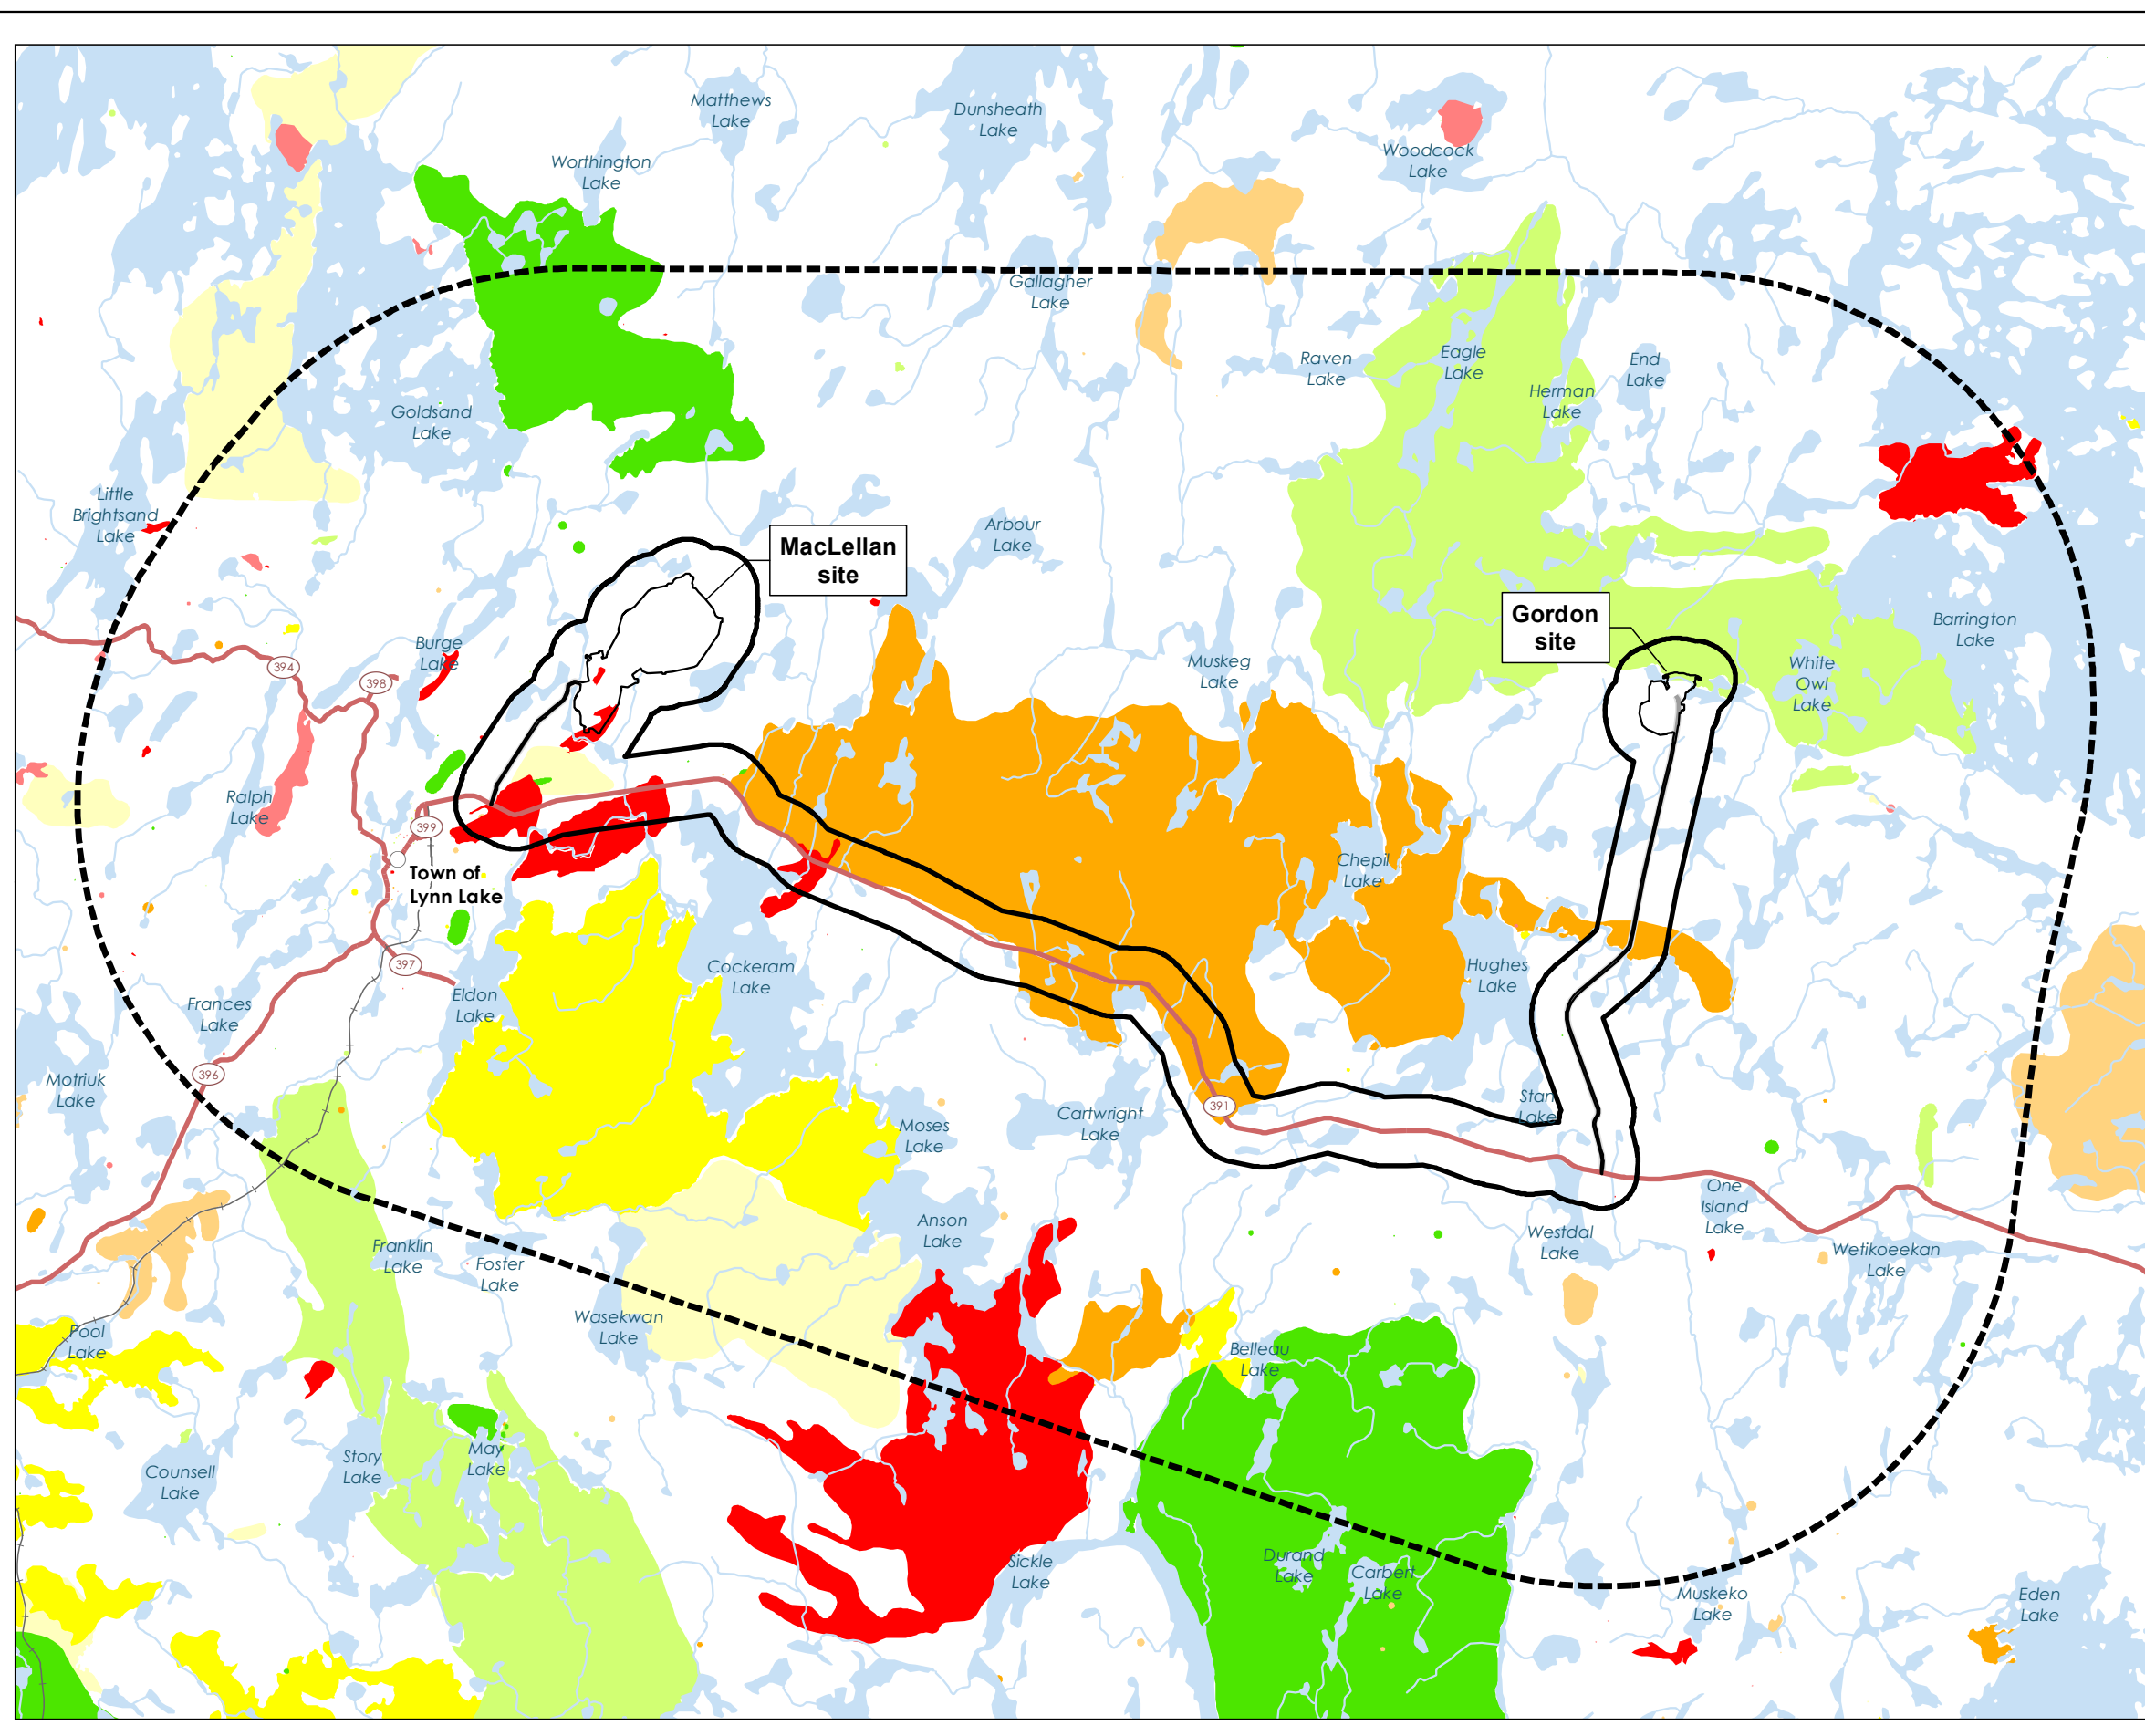 Matthews
Lake
Dunsheath
Lake
Worthington
Lake
Woodcock
Lake
Gallagher
Lake
Raven
Lake
Eagle
Lake
End
Lake
Herman
Lake
Goldsand
Lake
Little
Brightsand
Lake
Arbour
Lake
MacLellan
site
Gordon
site
Barrington
Lake
Burge
Lake
394
398
Muskeg
Lake
White
Owl
Lake
Ralph
Lake
399
Town of
Lynn Lake
Chepil
Lake
397
Cockeram
Lake
Hughes
Lake
Eldon
Lake
Frances
Lake
396
Motriuk
Lake
391
Stan
Lake
Cartwright
Lake
Moses
Lake
One
Island
Lake
Anson
Lake
Westdal
Lake
Wetikoeekan
Lake
Franklin
Lake
Foster
Lake
Wasekwan
Lake
Pool
Lake
Belleau
Lake
Story
Lake
May
Lake
Counsell
Lake
Sickle
Lake
Durand
Lake
Carbert
Lake
Muskeko
Lake
Eden
Lake